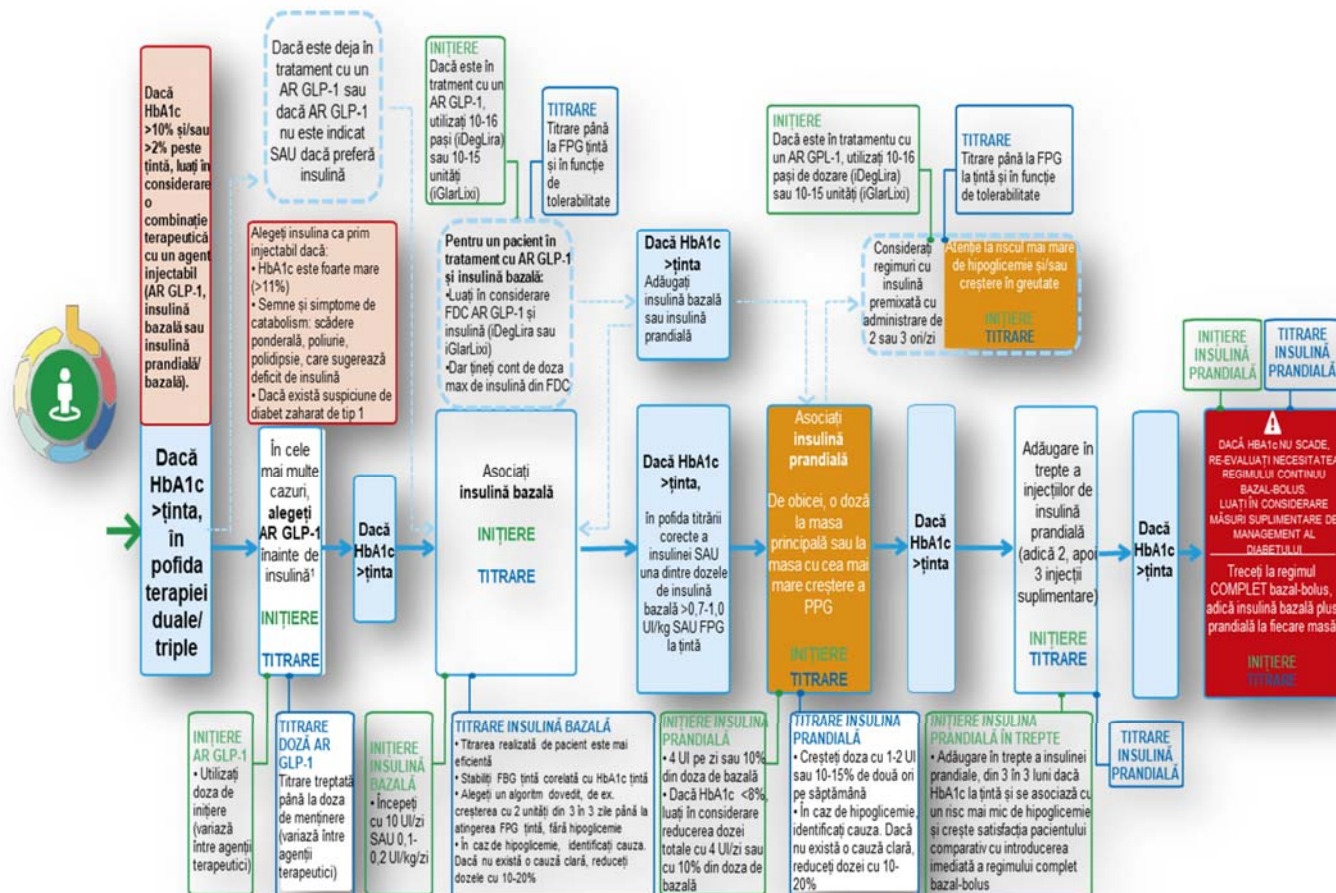 Dacă
HbA1c
>10% și/sau
>2% peste
țintă, luați în
considerare
o
combinație
terapeutică
cu un agent
injectabil
(AR GLP-1,
insulină
bazală sau
insulină
prandială/
bazală).
Dacă
HbA1c
>ținta,
în
pofida
terapiei
duale/
triple
Dacă este deja în
tratament cu un
AR GLP-1 sau
dacă AR GLP-1
nu este indicat
SAU dacă preferă
insulină
Alegeți insulina ca prim
injectabil dacă:
• HbA1c este foarte mare
(>11%)
• Semne și simptome de
catabolism: scădere
ponderală, poliurie,
polidipsie, care sugerează
deficit de insulină
• Dacă există suspiciune de
diabet zaharat de tip 1
În cele
mai multe
cazuri,
alegeți
AR GLP-1
înainte de
insulină¹
INIȚIERE
TITRARE
Dacă
HbA1c
>ținta
INIȚIERE
Dacă este în
tratment cu un
AR GLP-1,
utilizați 10-16
pași (iDegLira)
sau 10-15
unități
(iGlarLixi)
TITRARE
Titrare până
la FPG țintă
și în funcție
de
tolerabilitate
Pentru un pacient în
tratament cu AR GLP-1
și insulină bazală:
•Luați în considerare
FDC AR GLP-1 și
insulină (iDegLira sau
iGlarLixi)
•Dar țineți cont de doza
max de insulină din FDC
Asociați
insulină bazală
INIȚIERE
TITRARE
Dacă HbA1c
>ținta
Adăugați
insulină bazală
sau insulină
prandială
Dacă HbA1c
>ținta,
în pofida titrării
corecte a
insulinei SAU
una dintre dozele
de insulină
bazală >0,7-1,0
UI/kg SAU FPG
la țintă
INIȚIERE
Dacă este în tratamentu cu
un AR GPL-1, utilizați 10-16
pași de dozare (iDegLira)
sau 10-15 unități (iGlarLixi)
TITRARE
Titrare până la FPG
la țintă și în funcție
de tolerabilitate
Considerați
regimuri cu
insulină
premixată cu
administrare de
2 sau 3 ori/zi
Atenție la riscul mai mare
de hipoglicemie și/sau
creștere în greutate
INIȚIERE
TITRARE
Asociați
insulină
prandială
De obicei, o doză
la masa
principală sau la
masa cu cea mai
mare creștere a
PPG
INIȚIERE
TITRARE
Dacă
HbA1c
>ținta
Adăugare în
trepte a
injecțiilor de
insulină
prandială
(adică 2, apoi
3 injecții
suplimentare)
INIȚIERE
TITRARE
Dacă
HbA1c
>ținta
INIȚIERE
INSULINĂ
PRANDIALĂ
TITRARE
INSULINĂ
PRANDIALĂ
DACĂ HBA1c NU SCADE,
RE-EVALUAȚI NECESITATEA
REGIMULUI CONTINUU
BAZAL-BOLUS.
LUAȚI ÎN CONSIDERARE
MĂSURI SUPLIMENTARE DE
MANAGEMENT AL
DIABETULUI
Treceți la regimul
COMPLET bazal-bolus,
adică insulină bazală plus
prandială la fiecare masă
INIȚIERE
TITRARE
INIȚIERE
AR GLP-1
• Utilizați
doza de
inițiere
(variază
între agenții
terapeutici)
TITRARE
DOZĂ AR
GLP-1
Titrare treptată
până la doza
de menținere
(variază între
agenții
terapeutici)
INIȚIERE
INSULINĂ
BAZALĂ
• Începeți
cu 10 UI/zi
SAU 0,1-
0,2 UI/kg/zi
TITRARE INSULINĂ BAZALĂ
• Titrarea realizată de pacient este mai
eficientă
• Stabiliți FBG țintă corelată cu HbA1c țintă
• Alegeți un algoritm dovedit, de ex.
creșterea cu 2 unități din 3 în 3 zile până la
atingerea FPG țintă, fără hipoglicemie
• În caz de hipoglicemie, identificați cauza.
Dacă nu există o cauză clară, reduceți
dozele cu 10-20%
INIȚIERE INSULINA
PRANDIALĂ
• 4 UI pe zi sau 10%
din doza de bazală
• Dacă HbA1c <8%,
luați în considerare
reducerea dozei
totale cu 4 UI/zi sau
cu 10% din doza de
bazală
TITRARE INSULINA
PRANDIALĂ
• Creșteți doza cu 1-2 UI
sau 10-15% de două ori
pe săptămână
• În caz de hipoglicemie,
identificați cauza. Dacă
nu există o cauză clară,
reduceți dozei cu 10-
20%
INIȚIERE INSULINA
PRANDIALĂ ÎN TREPTE
• Adăugare în trepte a insulinei
prandiale, din 3 în 3 luni dacă
HbA1c la țintă și se asociază cu
un risc mai mic de hipoglicemie
și crește satisfacția pacientului
comparativ cu introducerea
imediată a regimului complet
bazal-bolus
TITRARE
INSULINĂ
PRANDIALĂ